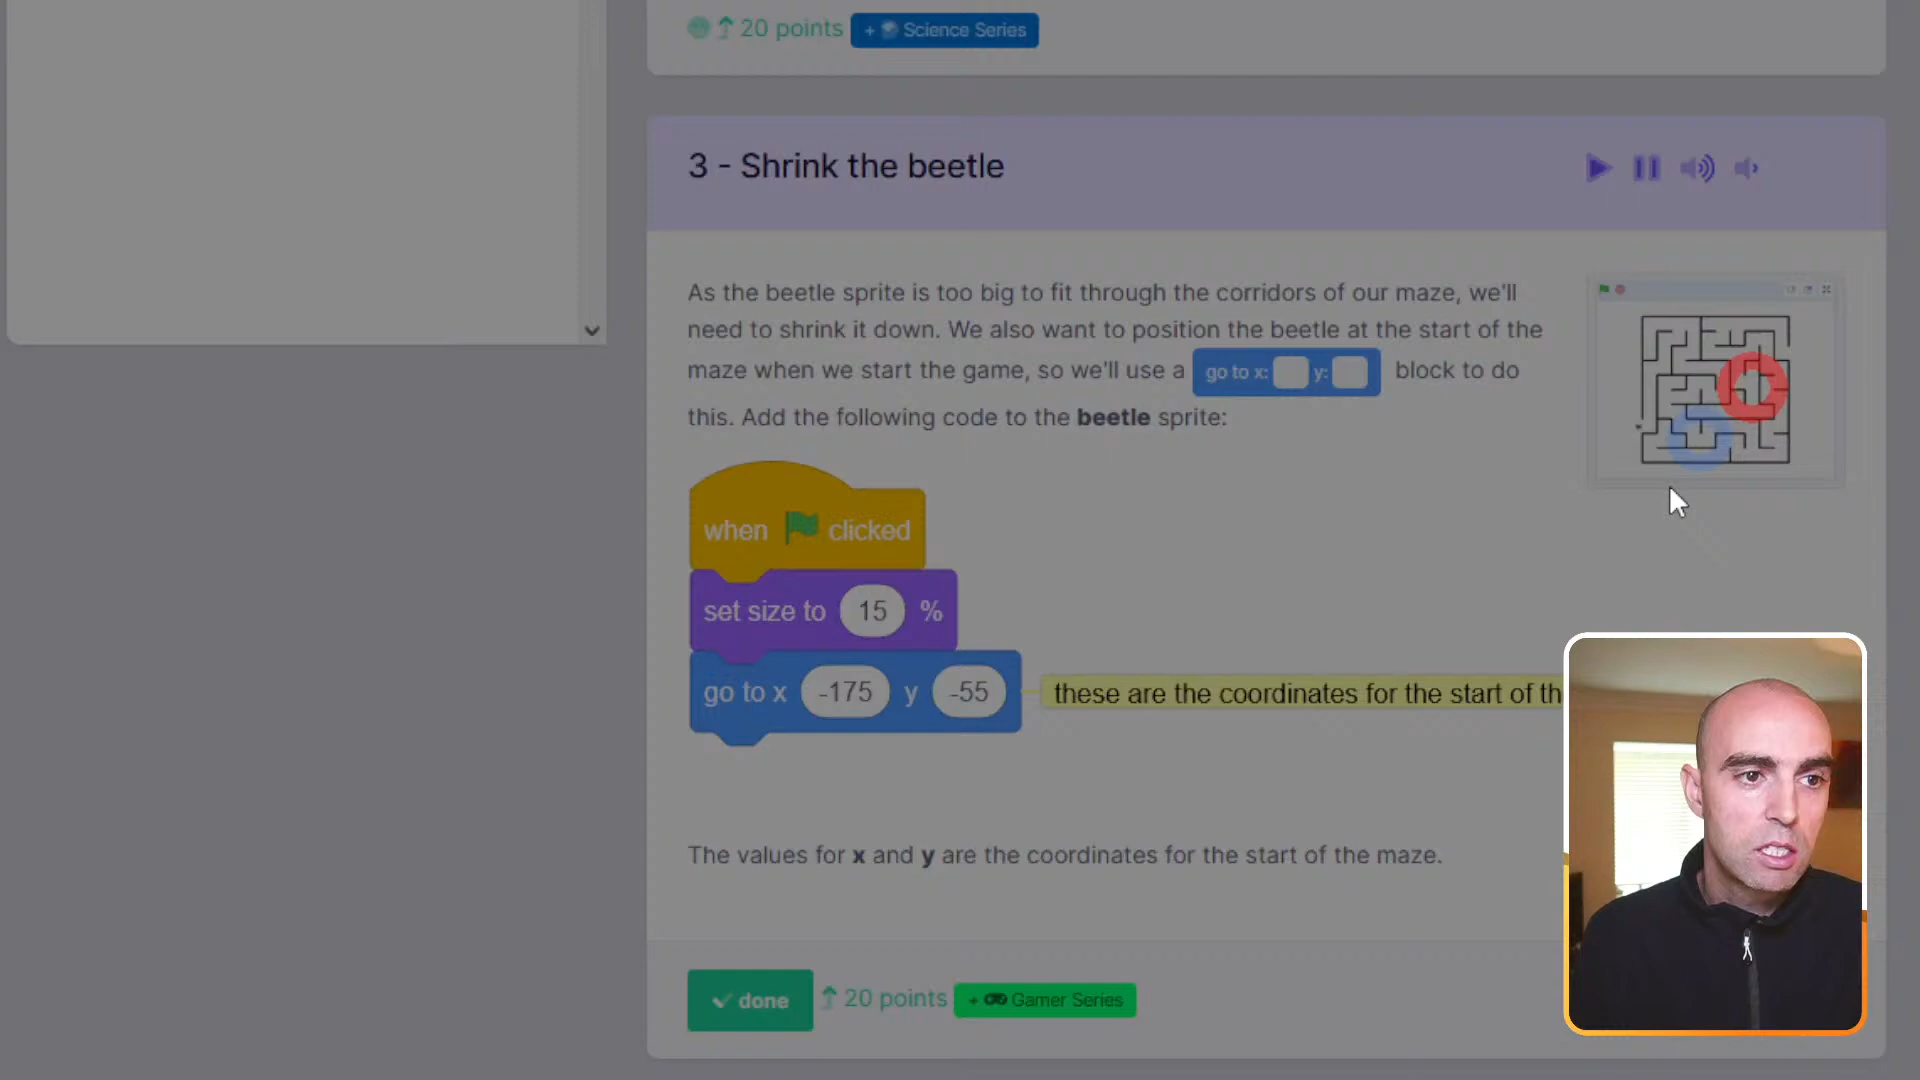 20 points + Science Series
3 - Shrink the beetle
As the beetle sprite is too big to fit through the corridors of our maze, we'll
need to shrink it down. We also want to position the beetle at the start of the
maze when we start the game, so we'll use a go to x: y: block to do
this. Add the following code to the beetle sprite:
when clicked
set size to 15 %
go to x -175 y -55 these are the coordinates for the start of th
The values for x and y are the coordinates for the start of the maze.
done 20 points + Gamer Series